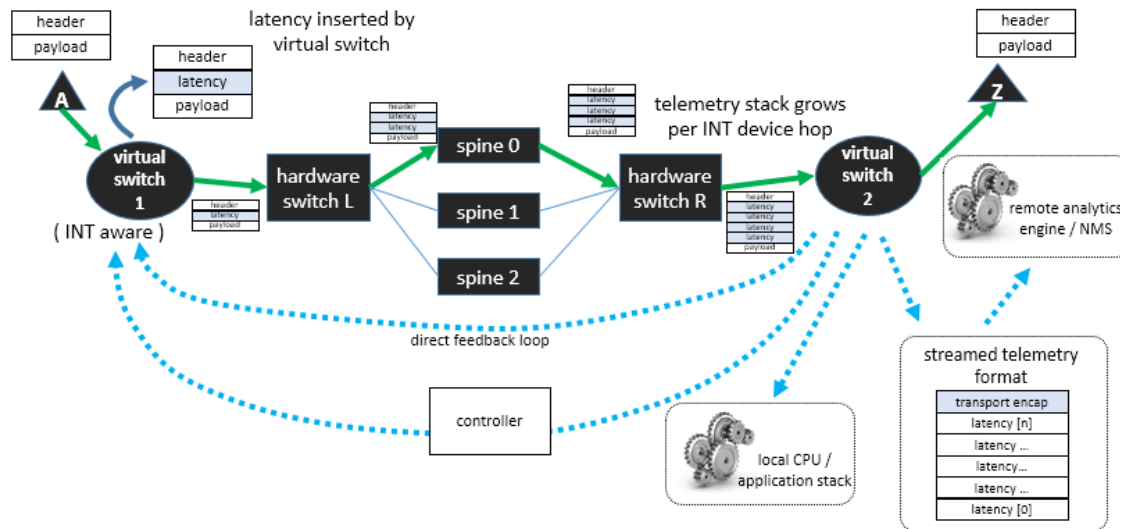 header
payload
A
latency inserted by
virtual switch
header
latency
payload
virtual
switch
1
( INT aware )
header
latency
payload
hardware
switch L
header
latency
latency
payload
spine 0
spine 1
spine 2
header
latency
latency
latency
payload
telemetry stack grows
per INT device hop
hardware
switch R
header
latency
latency
latency
latency
payload
virtual
switch
2
header
payload
Z
remote analytics
engine / NMS
direct feedback loop
controller
local CPU /
application stack
streamed telemetry
format
transport encap
latency [n]
latency ...
latency...
latency ...
latency [0]